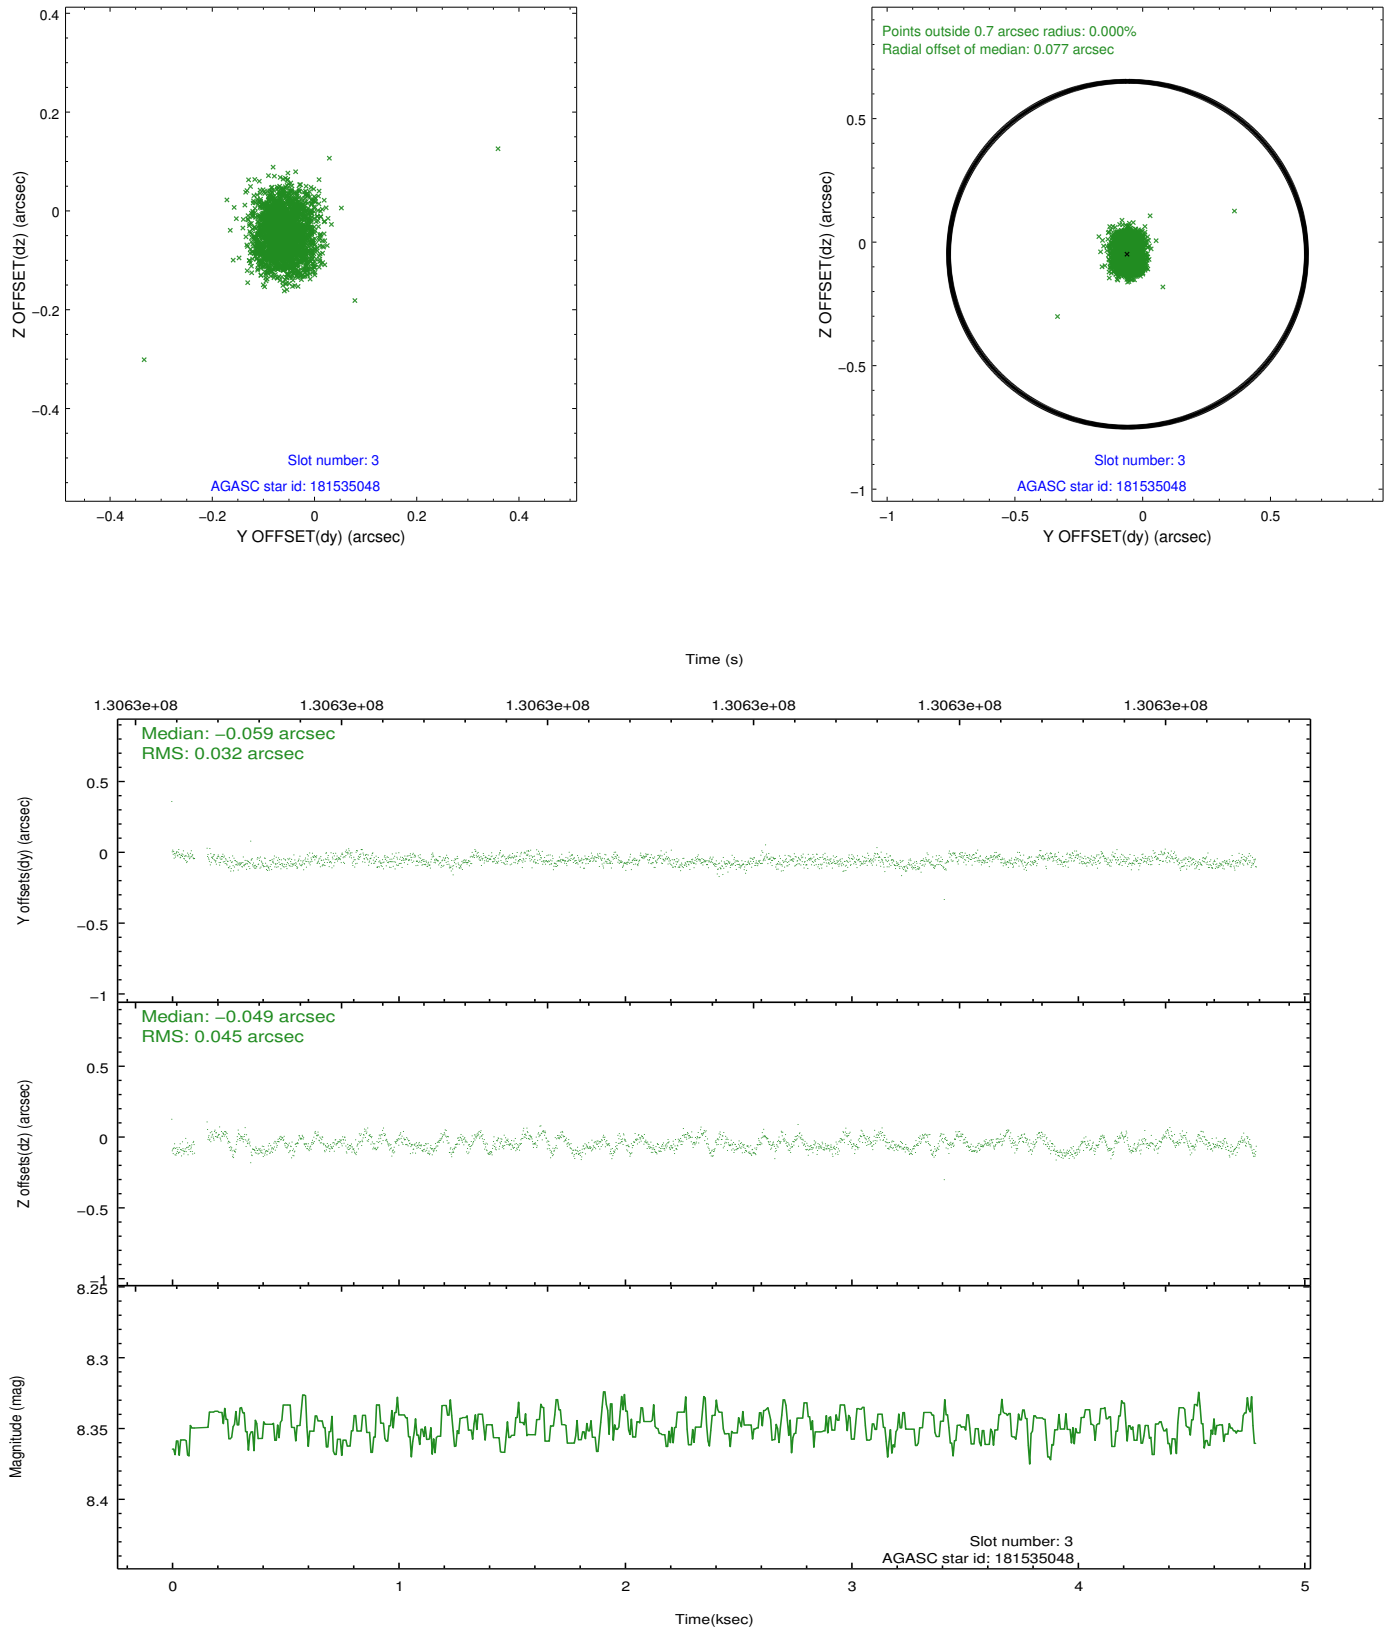 0.4
0.2
0
−0.2
−0.4
Z OFFSET(dz) (arcsec)
Slot number: 3
AGASC star id: 181535048
−0.4 −0.2 0 0.2 0.4
Y OFFSET(dy) (arcsec)
Points outside 0.7 arcsec radius: 0.000%
Radial offset of median: 0.077 arcsec
0.5
0
−0.5
−1
Z OFFSET(dz) (arcsec)
Slot number: 3
AGASC star id: 181535048
−1 −0.5 0 0.5
Y OFFSET(dy) (arcsec)
Time (s)
1.3063e+08 1.3063e+08 1.3063e+08 1.3063e+08 1.3063e+08 1.3063e+08
Median: −0.059 arcsec
RMS: 0.032 arcsec
0.5
0
−0.5
−1
Y offsets(dy) (arcsec)
Median: −0.049 arcsec
RMS: 0.045 arcsec
0.5
0
−0.5
−1
Z offsets(dz) (arcsec)
8.25
8.3
8.35
8.4
Magnitude (mag)
Slot number: 3
AGASC star id: 181535048
0 1 2 3 4 5
Time(ksec)